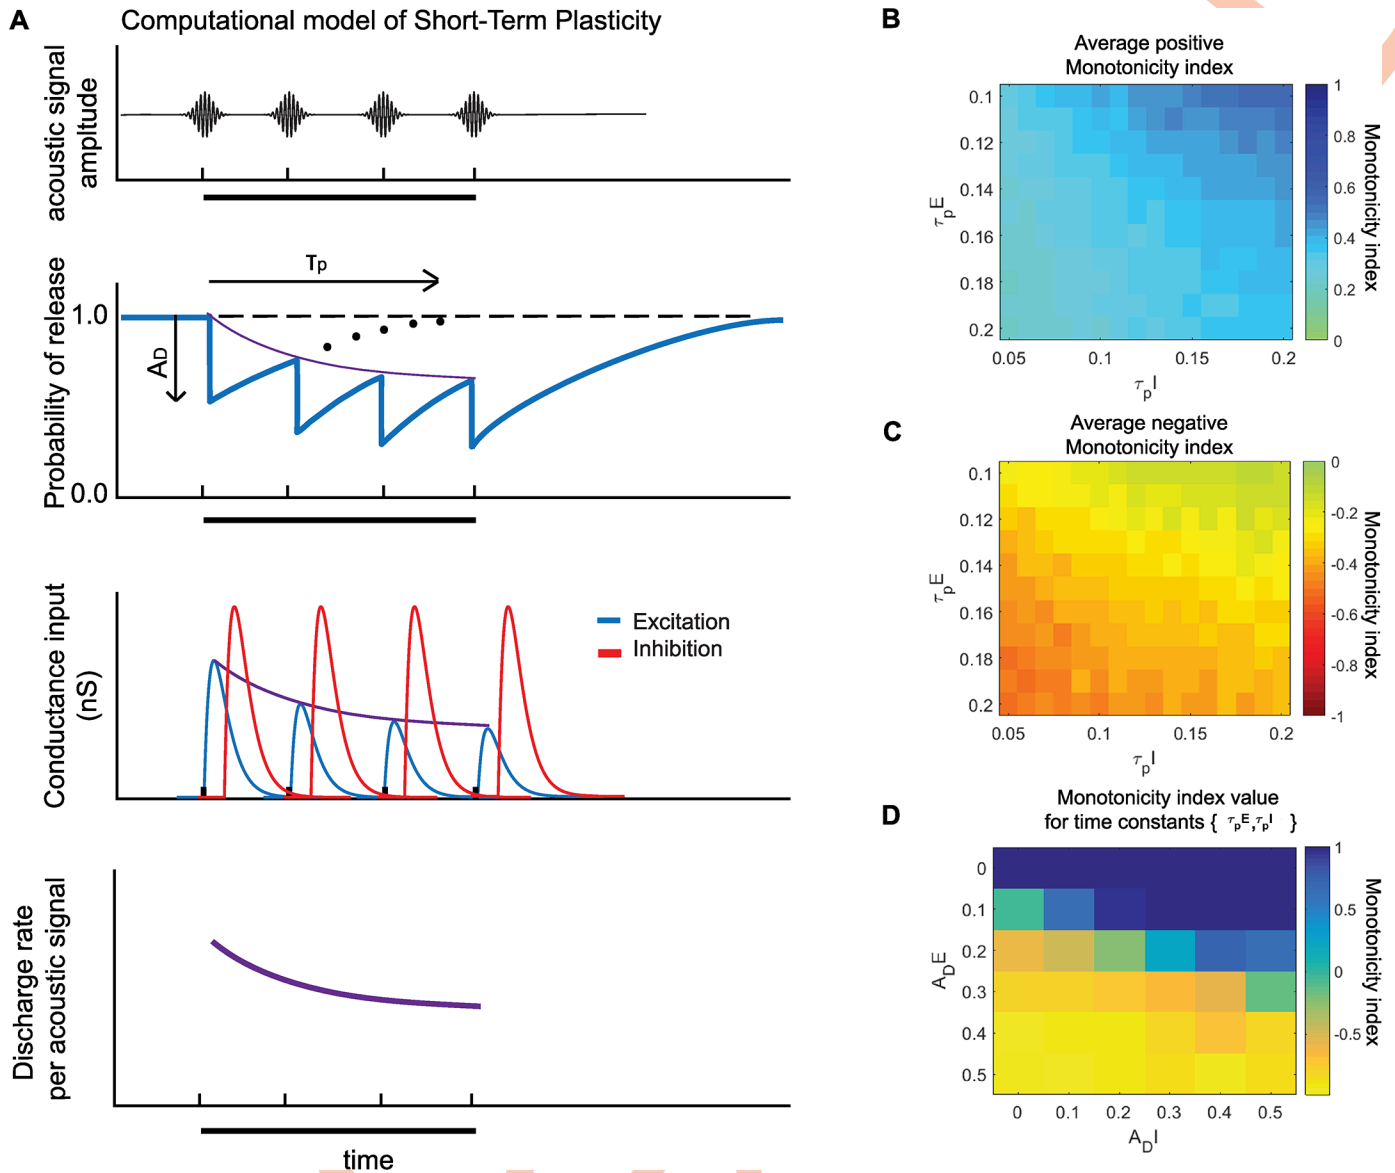 A
Computational model of Short-Term Plasticity
acoustic signal
ampltude
Probability of release
1.0
0.0
AD
Tp
Conductance input
(nS)
Excitation
Inhibition
Discharge rate
per acoustic signal
time
B
Average positive
Monotonicity index
0.1
0.12
0.14
0.16
0.18
0.2
τpE
0.05
0.1
0.15
0.2
τpI
1
0.8
0.6
0.4
0.2
0
Monotonicity index
C
Average negative
Monotonicity index
0.1
0.12
0.14
0.16
0.18
0.2
τpE
0.05
0.1
0.15
0.2
τpI
0
-0.2
-0.4
-0.6
-0.8
-1
Monotonicity index
D
Monotonicity index value
for time constants { τpE,τpI }
0
0.1
0.2
0.3
0.4
0.5
ADE
0
0.1
0.2
0.3
0.4
0.5
ADI
1
0.5
0
-0.5
Monotonicity index